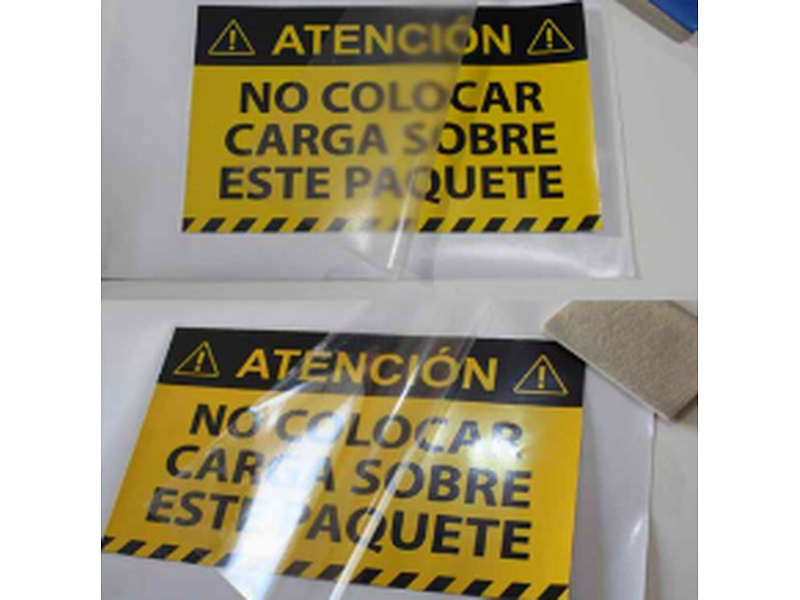 ATENCIÓN
NO COLOCAR
CARGA SOBRE
ESTE PAQUETE
ATENCIÓN
NO COLOCAR
CARGA SOBRE
ESTE PAQUETE